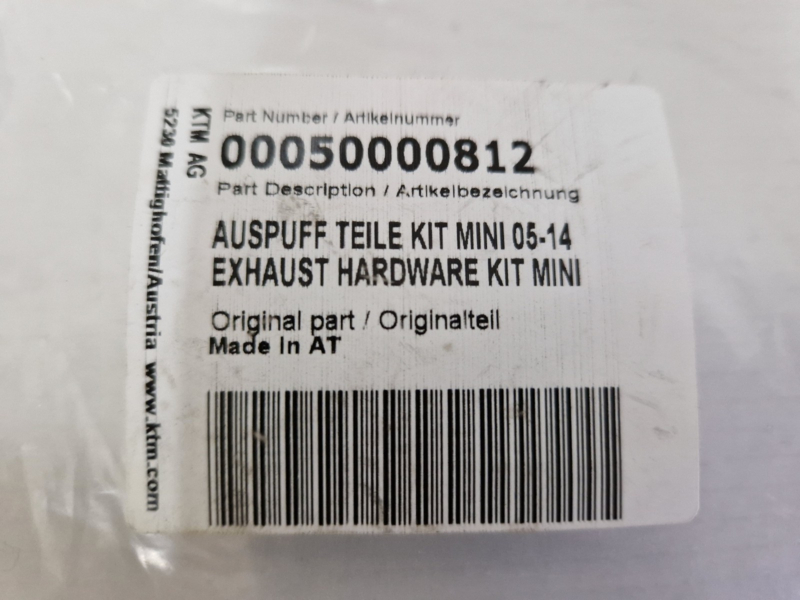 KTM AG
5230 Mattighofen/Austria www.ktm.com
Part Number / Artikelnummer
00050000812
Part Description / Artikelbezeichnung
AUSPUFF TEILE KIT MINI 05-14
EXHAUST HARDWARE KIT MINI
Original part / Originalteil
Made In AT